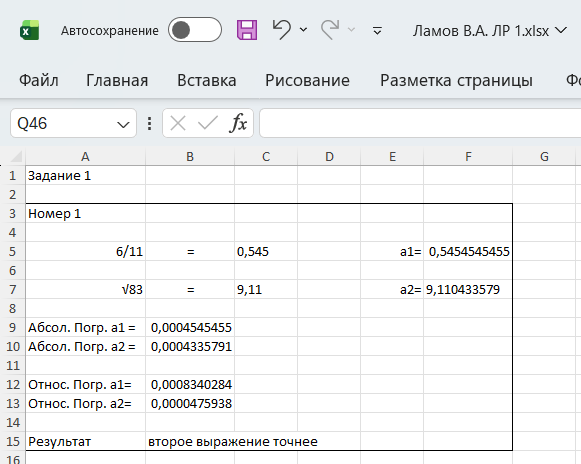 Автосохранение Ламов В.А. ЛР 1.xlsx
Файл Главная Вставка Рисование Разметка страницы
Q46 fx
A B C D E F G
1 Задание 1
2
3 Номер 1
4
5 6/11 = 0,545 a1= 0,5454545455
6
7 √83 = 9,11 a2= 9,110433579
8
9 Абсол. Погр. a1 = 0,0004545455
10 Абсол. Погр. a2 = 0,0004335791
11
12 Относ. Погр. a1= 0,0008340284
13 Относ. Погр. a2= 0,0000475938
14
15 Результат второе выражение точнее
16